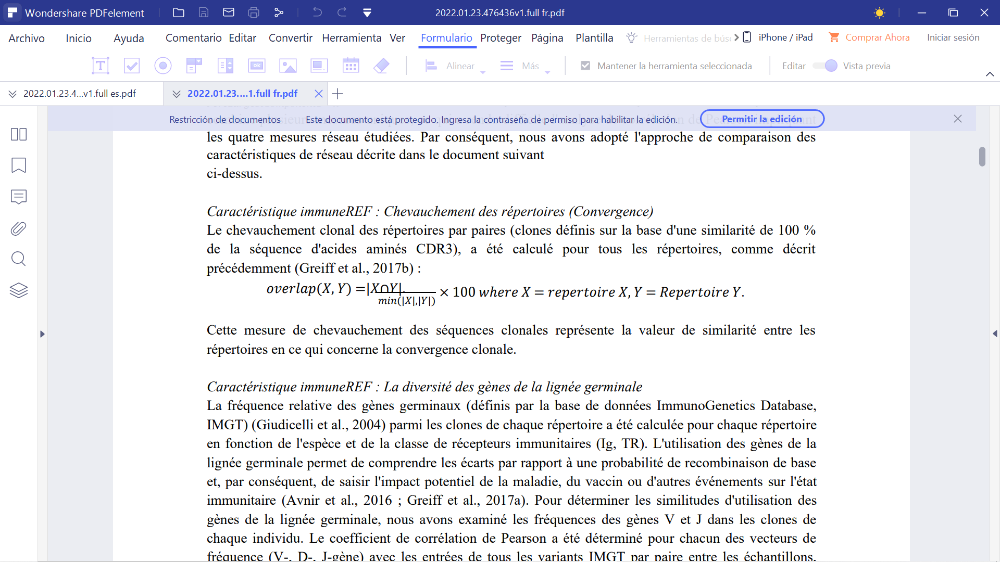 Wondershare PDFelement
2022.01.23.476436v1.full fr.pdf
Archivo Inicio Ayuda Comentario Editar Convertir Herramienta Ver Formulario Proteger Página Plantilla Herramientas de búsc iPhone / iPad Comprar Ahora Iniciar sesión
T ok Alinear Más Mantener la herramienta seleccionada Editar Vista previa
2022.01.23.4...v1.full es.pdf 2022.01.23....1.full fr.pdf
Restricción de documentos Este documento está protegido. Ingresa la contraseña de permiso para habilitar la edición. Permitir la edición
les quatre mesures réseau étudiées. Par conséquent, nous avons adopté l'approche de comparaison des
caractéristiques de réseau décrite dans le document suivant
ci-dessus.
Caractéristique immuneREF : Chevauchement des répertoires (Convergence)
Le chevauchement clonal des répertoires par paires (clones définis sur la base d'une similarité de 100 %
de la séquence d'acides aminés CDR3), a été calculé pour tous les répertoires, comme décrit
précédemment (Greiff et al., 2017b) :
overlap(X, Y) =|X∩Y| / min(|X|,|Y|) × 100 where X = repertoire X, Y = Repertoire Y.
Cette mesure de chevauchement des séquences clonales représente la valeur de similarité entre les
répertoires en ce qui concerne la convergence clonale.
Caractéristique immuneREF : La diversité des gènes de la lignée germinale
La fréquence relative des gènes germinaux (définis par la base de données ImmunoGenetics Database,
IMGT) (Giudicelli et al., 2004) parmi les clones de chaque répertoire a été calculée pour chaque répertoire
en fonction de l'espèce et de la classe de récepteurs immunitaires (Ig, TR). L'utilisation des gènes de la
lignée germinale permet de comprendre les écarts par rapport à une probabilité de recombinaison de base
et, par conséquent, de saisir l'impact potentiel de la maladie, du vaccin ou d'autres événements sur l'état
immunitaire (Avnir et al., 2016 ; Greiff et al., 2017a). Pour déterminer les similitudes d'utilisation des
gènes de la lignée germinale, nous avons examiné les fréquences des gènes V et J dans les clones de
chaque individu. Le coefficient de corrélation de Pearson a été déterminé pour chacun des vecteurs de
fréquence (V-, D-, J-gène) avec les entrées de tous les variants IMGT par paire entre les échantillons,